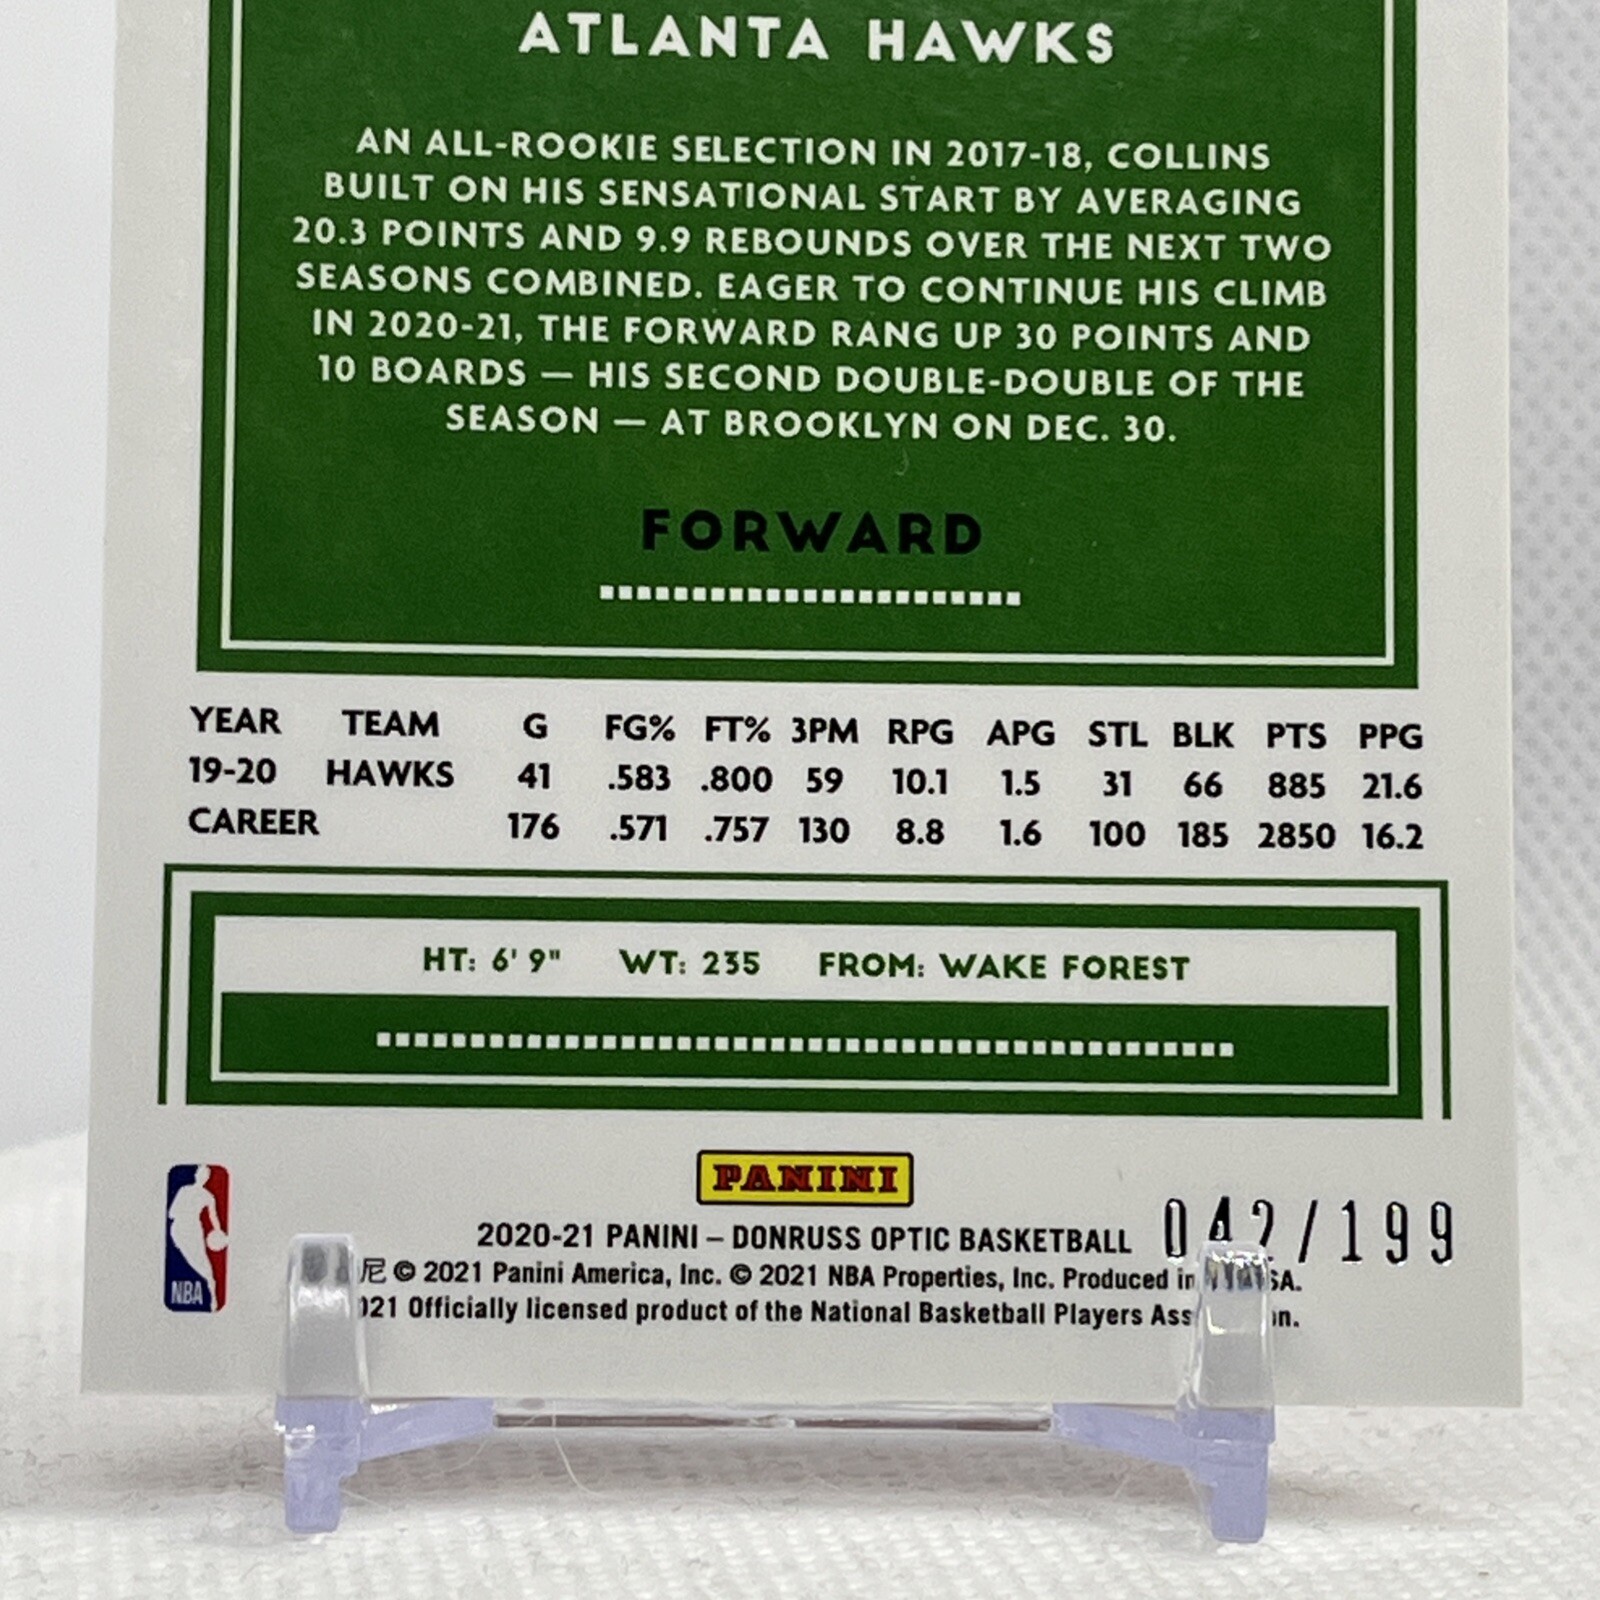 ATLANTA HAWKS
AN ALL-ROOKIE SELECTION IN 2017-18, COLLINS
BUILT ON HIS SENSATIONAL START BY AVERAGING
20.3 POINTS AND 9.9 REBOUNDS OVER THE NEXT TWO
SEASONS COMBINED. EAGER TO CONTINUE HIS CLIMB
IN 2020-21, THE FORWARD RANG UP 30 POINTS AND
10 BOARDS — HIS SECOND DOUBLE-DOUBLE OF THE
SEASON — AT BROOKLYN ON DEC. 30.
FORWARD
YEAR TEAM G FG% FT% 3PM RPG APG STL BLK PTS PPG
19-20 HAWKS 41 .583 .800 59 10.1 1.5 31 66 885 21.6
CAREER 176 .571 .757 130 8.8 1.6 100 185 2850 16.2
HT: 6' 9" WT: 235 FROM: WAKE FOREST
PANINI
042/199
2020-21 PANINI – DONRUSS OPTIC BASKETBALL
尼 © 2021 Panini America, Inc. © 2021 NBA Properties, Inc. Produced in
Officially licensed product of the National Basketball Players
NBA